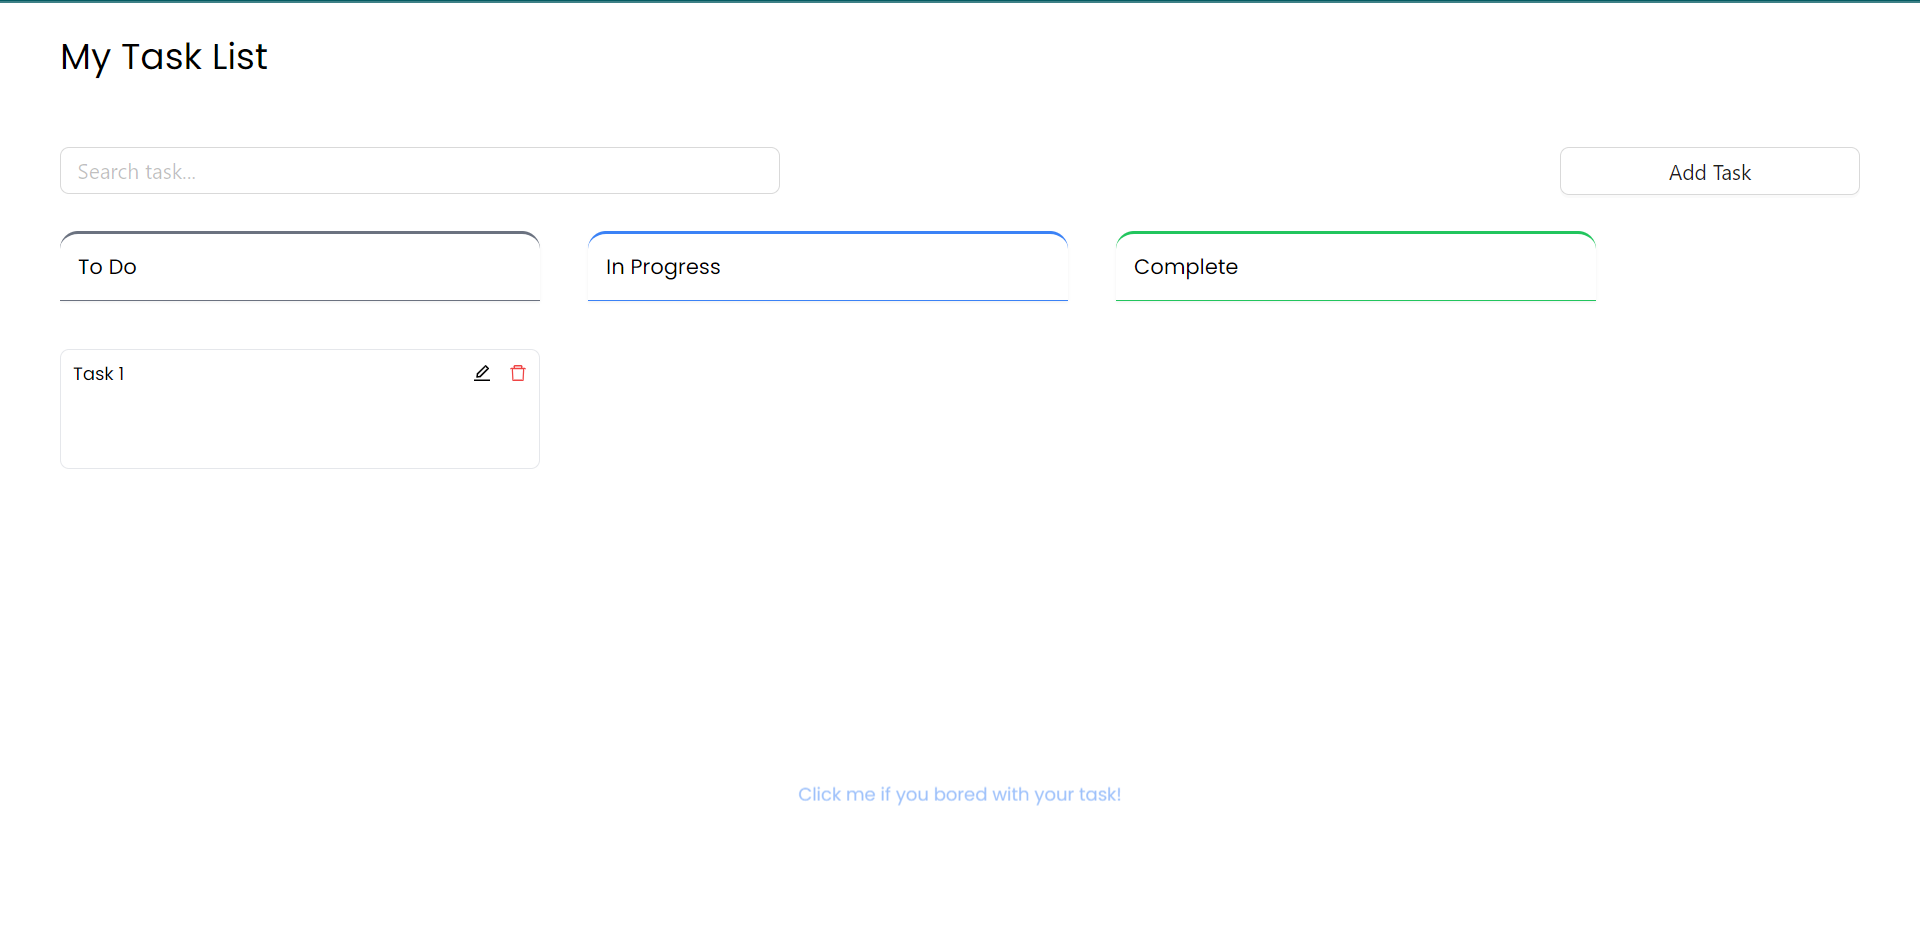 My Task List
Search task...
Add Task
To Do
In Progress
Complete
Task 1
Click me if you bored with your task!